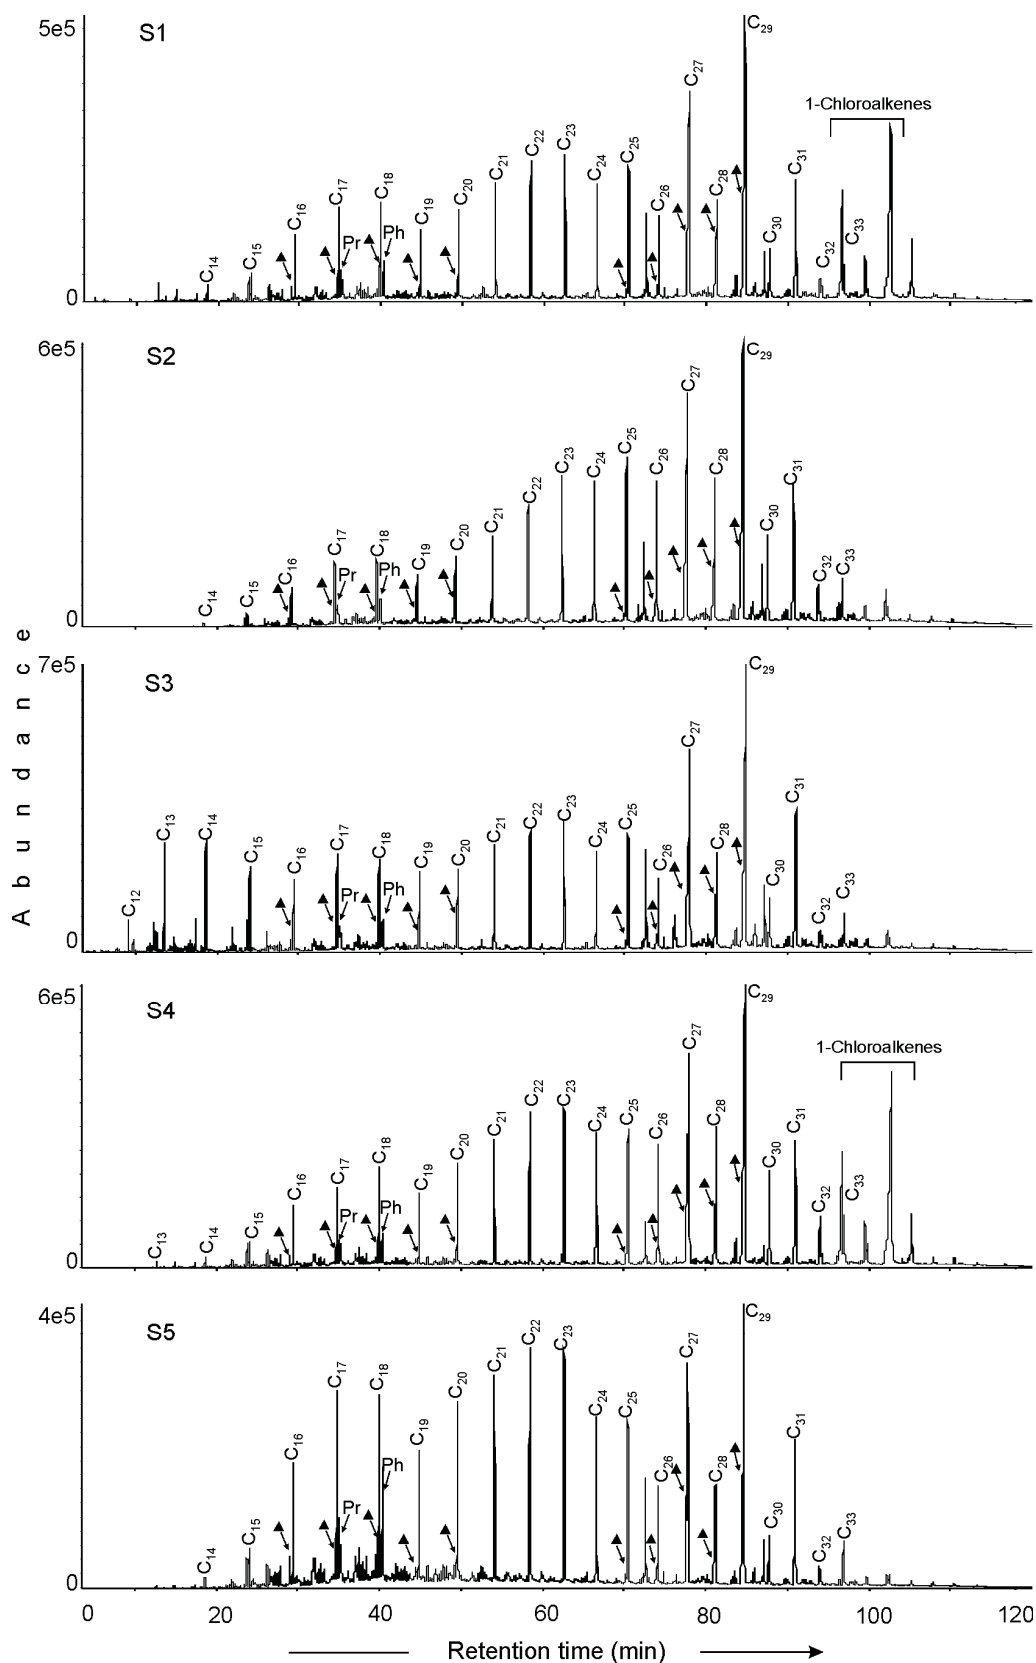 5e5
S1
C14
C15
C16
C17
Pr
C18
Ph
C19
C20
C21
C22
C23
C24
C25
C26
C27
C28
C29
C30
C31
C32
C33
1-Chloroalkenes
0
6e5
S2
C14
C15
C16
C17
Pr
C18
Ph
C19
C20
C21
C22
C23
C24
C25
C26
C27
C28
C29
C30
C31
C32
C33
0
7e5
S3
C12
C13
C14
C15
C16
C17
Pr
C18
Ph
C19
C20
C21
C22
C23
C24
C25
C26
C27
C28
C29
C30
C31
C32
C33
0
6e5
S4
C13
C14
C15
C16
C17
Pr
C18
Ph
C19
C20
C21
C22
C23
C24
C25
C26
C27
C28
C29
C30
C31
C32
C33
1-Chloroalkenes
0
4e5
S5
C14
C15
C16
C17
Pr
C18
Ph
C19
C20
C21
C22
C23
C24
C25
C26
C27
C28
C29
C30
C31
C32
C33
0
Abundance
0 20 40 60 80 100 120
Retention time (min)